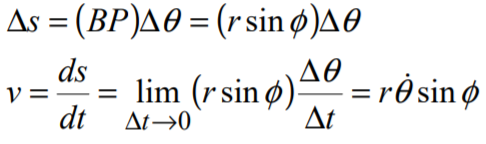 Δs = (BP)Δθ = (r sin ϕ)Δθ
v = ds/dt = lim_{Δt→0} (r sin ϕ) Δθ/Δt = rθ̇ sin ϕ